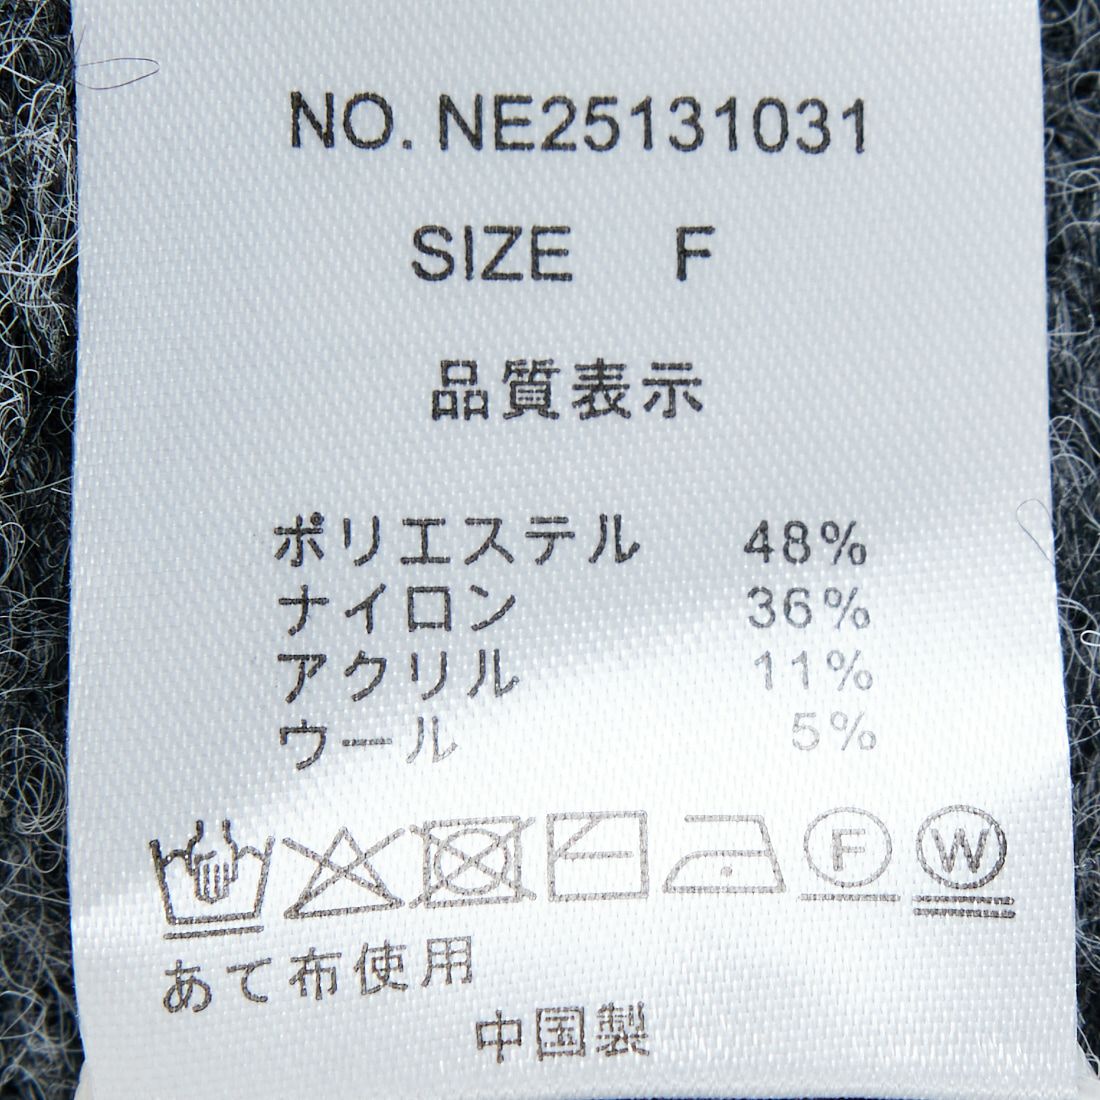 NO. NE25131031
SIZE F
品質表示
ポリエステル 48%
ナイロン 36%
アクリル 11%
ウール 5%
F W
あて布使用
中国製